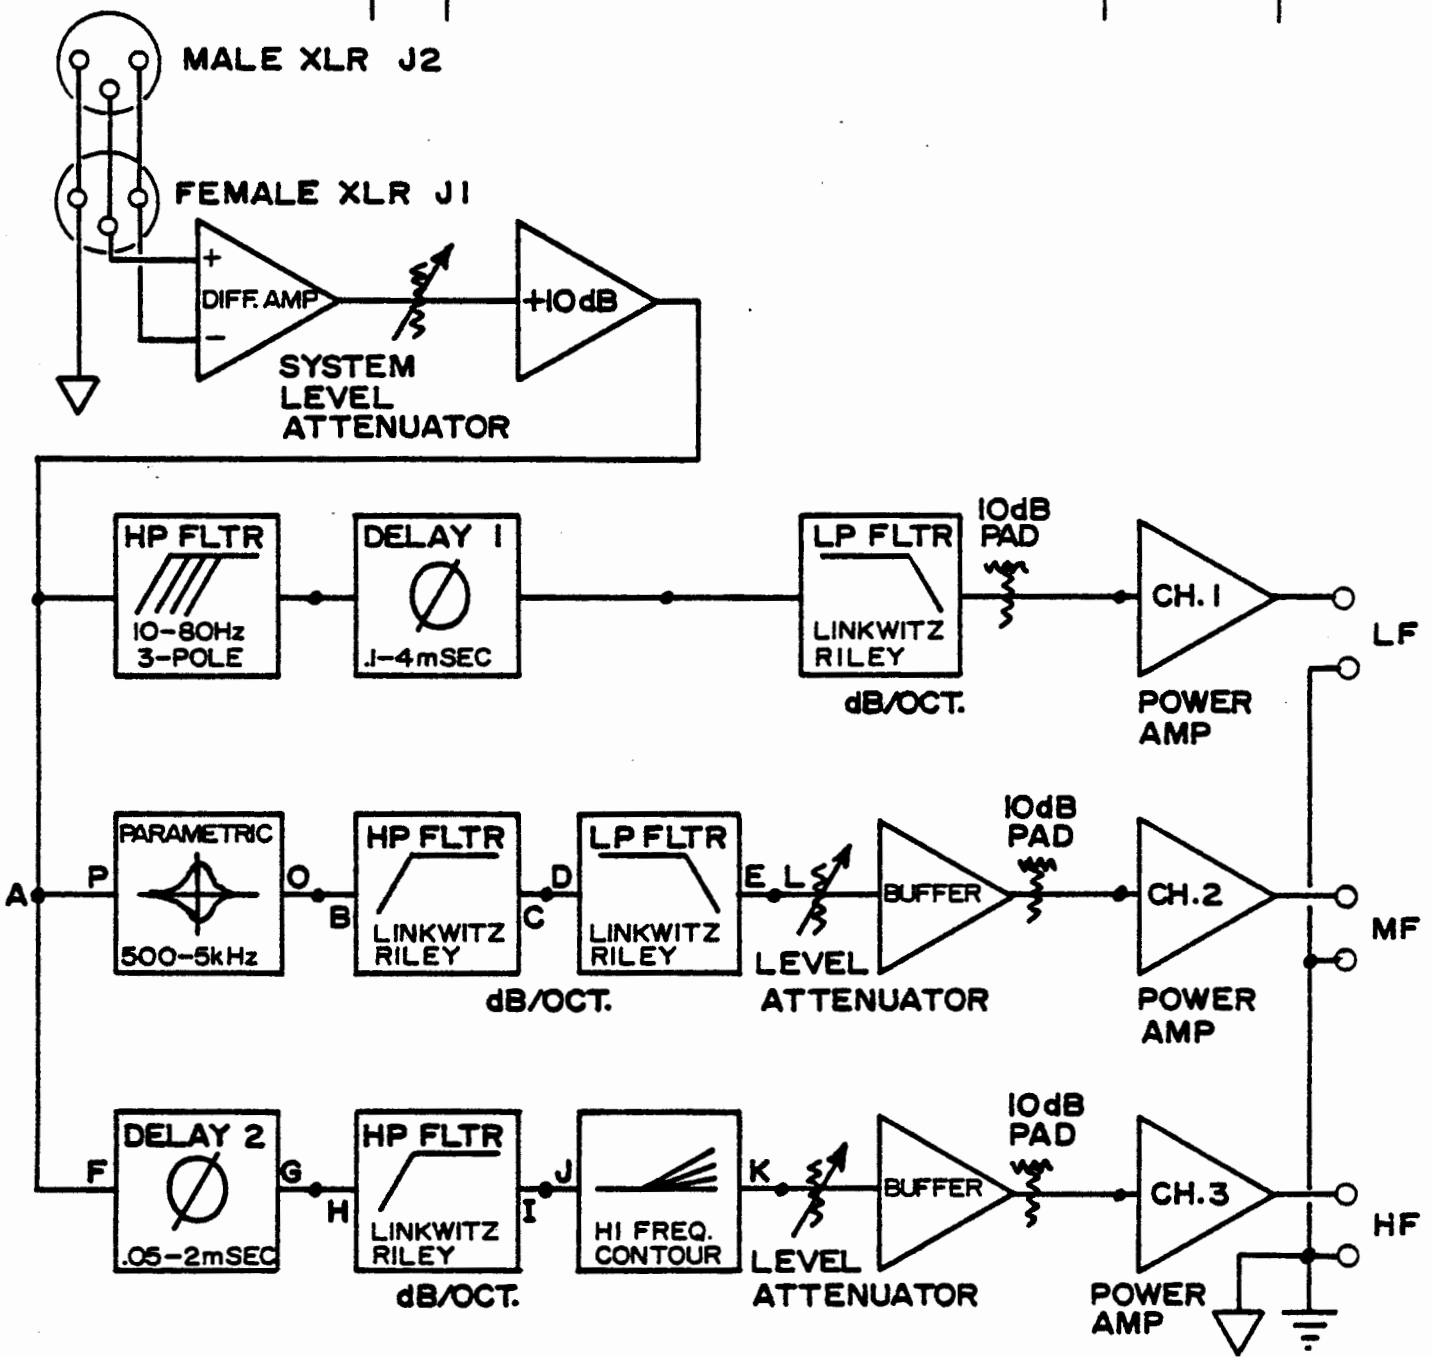 MALE XLR J2
FEMALE XLR J1
+
DIFF. AMP
−
+10dB
SYSTEM
LEVEL
ATTENUATOR
HP FLTR
10-80Hz
3-POLE
DELAY 1
.1-4mSEC
LP FLTR
LINKWITZ
RILEY
dB/OCT.
10dB
PAD
CH. 1
POWER
AMP
LF
A
P
PARAMETRIC
500-5kHz
O
B
HP FLTR
LINKWITZ
RILEY
C
D
dB/OCT.
LP FLTR
LINKWITZ
RILEY
E
L
LEVEL
ATTENUATOR
BUFFER
10dB
PAD
CH.2
POWER
AMP
MF
F
DELAY 2
.05-2mSEC
G
H
HP FLTR
LINKWITZ
RILEY
dB/OCT.
I
J
HI FREQ.
CONTOUR
K
LEVEL
ATTENUATOR
BUFFER
10dB
PAD
CH.3
POWER
AMP
HF